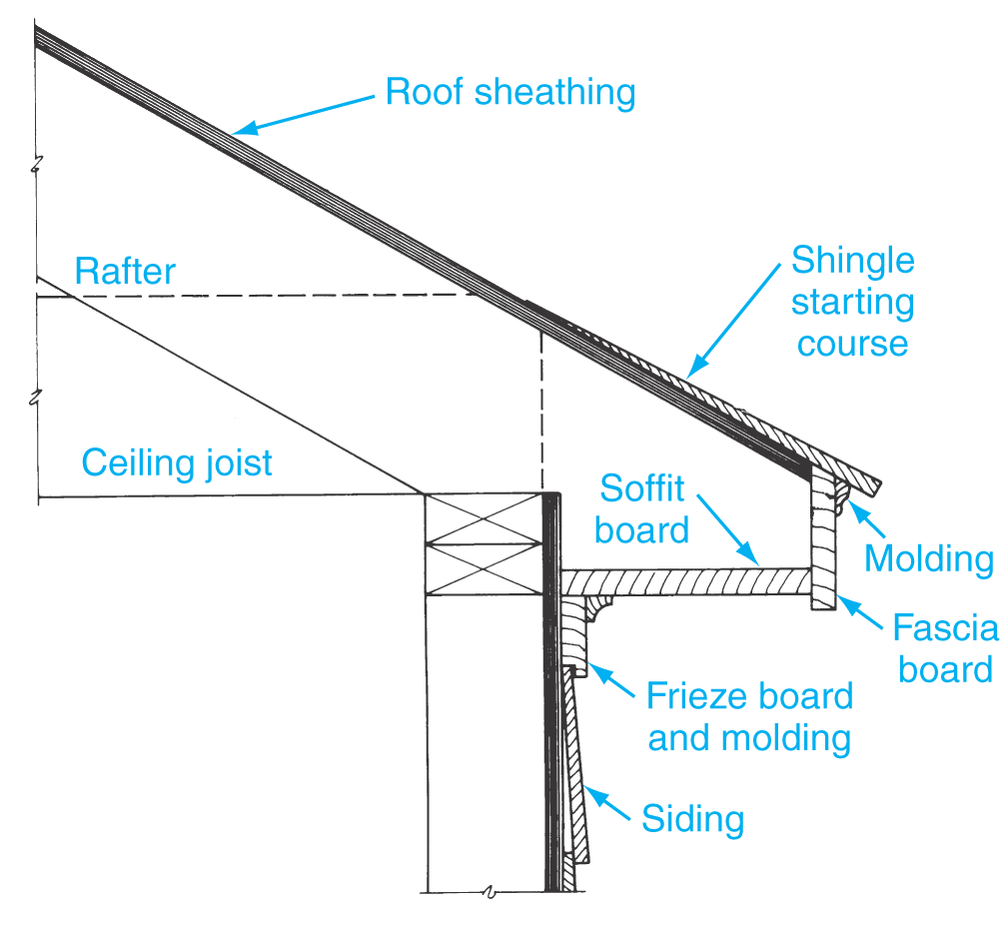 Roof sheathing
Rafter
Shingle
starting
course
Ceiling joist
Soffit
board
Molding
Fascia
board
Frieze board
and molding
Siding